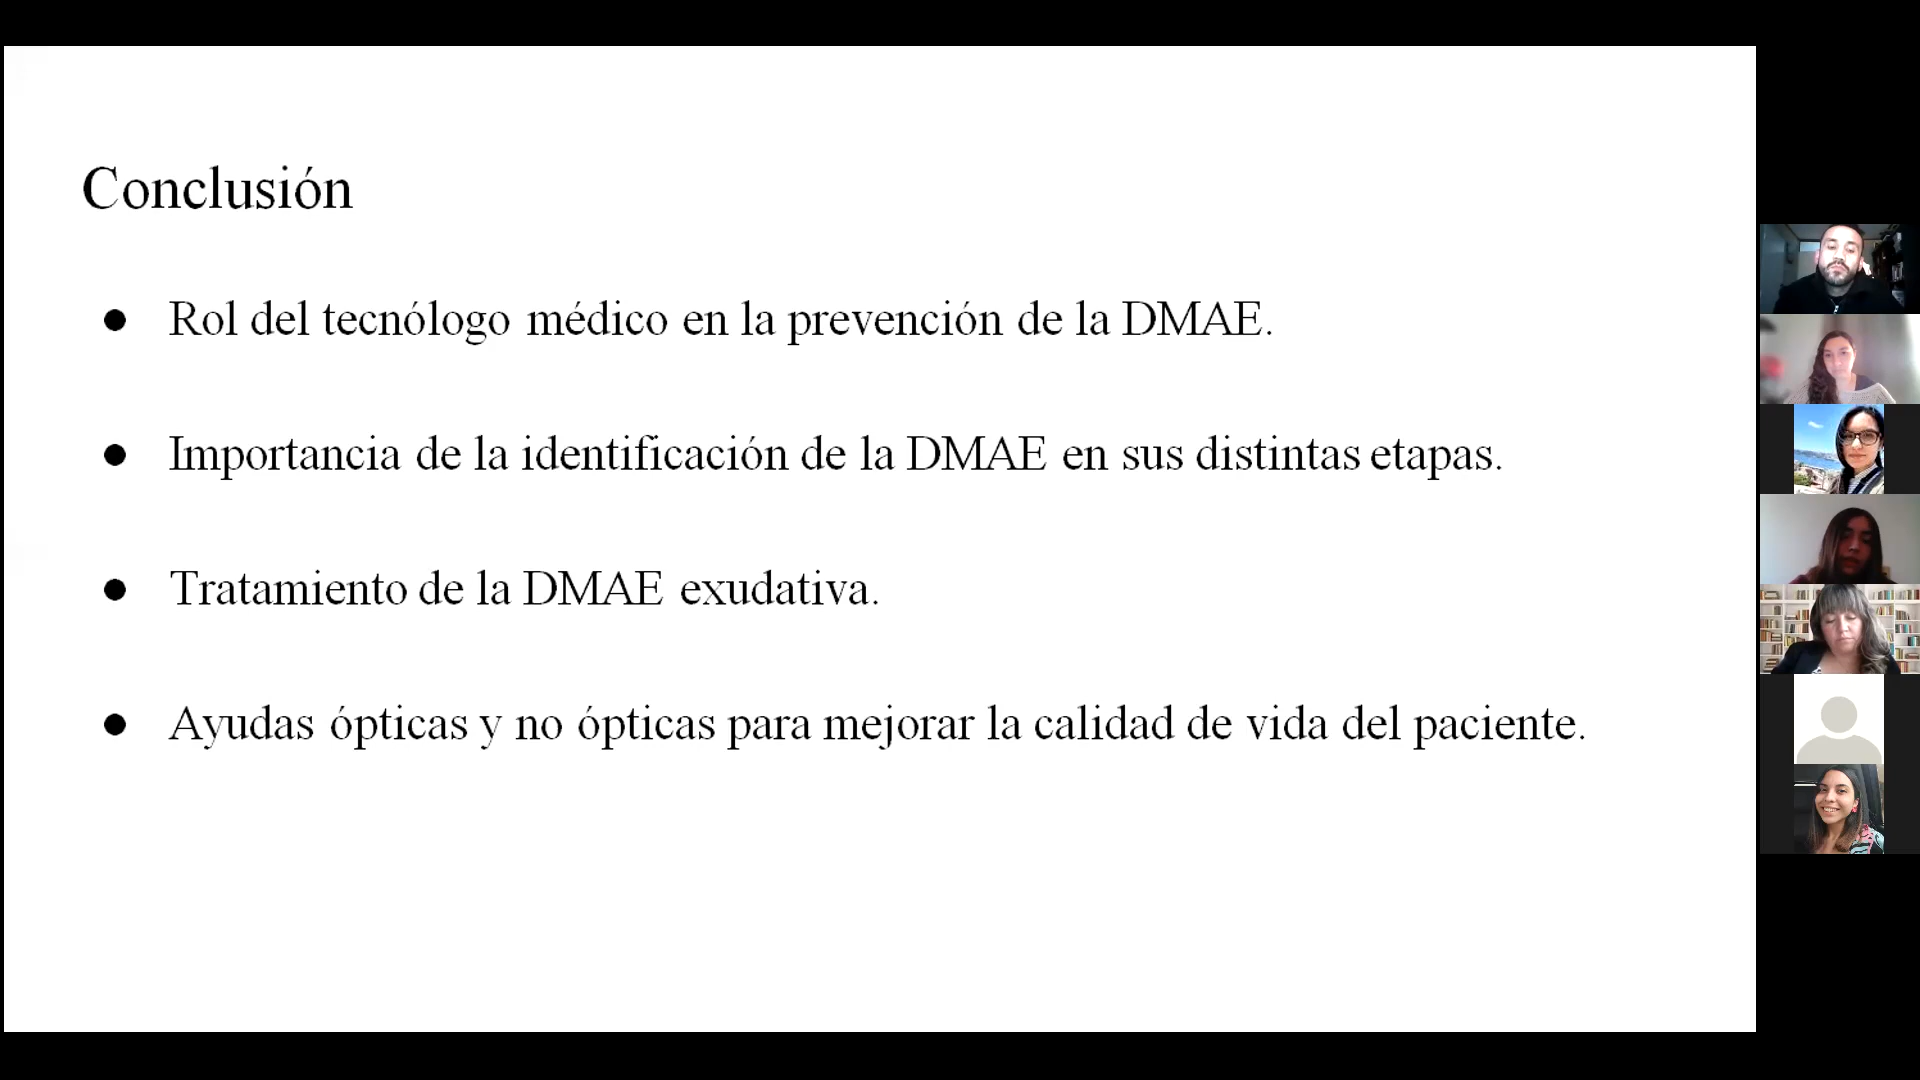 Conclusión
● Rol del tecnólogo médico en la prevención de la DMAE.
● Importancia de la identificación de la DMAE en sus distintas etapas.
● Tratamiento de la DMAE exudativa.
● Ayudas ópticas y no ópticas para mejorar la calidad de vida del paciente.